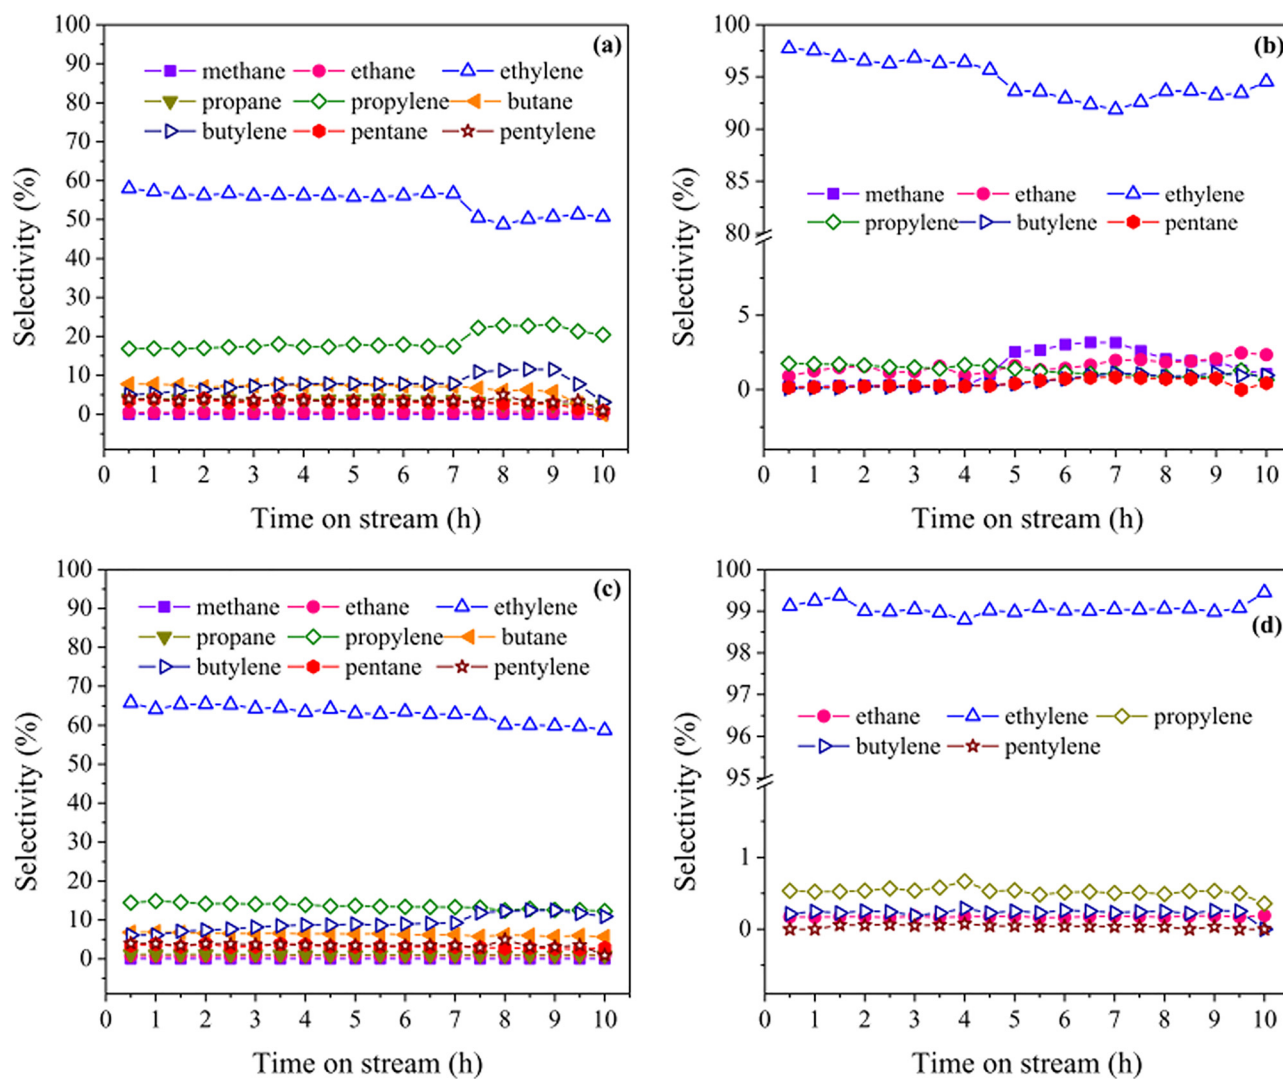 (a)
methane ethane ethylene
propane propylene butane
butylene pentane pentylene
Selectivity (%)
100
90
80
70
60
50
40
30
20
10
0
0 1 2 3 4 5 6 7 8 9 10
Time on stream (h)
(b)
methane ethane ethylene
propylene butylene pentane
Selectivity (%)
100
95
90
85
80
5
0
0 1 2 3 4 5 6 7 8 9 10
Time on stream (h)
(c)
methane ethane ethylene
propane propylene butane
butylene pentane pentylene
Selectivity (%)
100
90
80
70
60
50
40
30
20
10
0
0 1 2 3 4 5 6 7 8 9 10
Time on stream (h)
(d)
ethane ethylene propylene
butylene pentylene
Selectivity (%)
100
99
98
97
96
95
1
0
0 1 2 3 4 5 6 7 8 9 10
Time on stream (h)